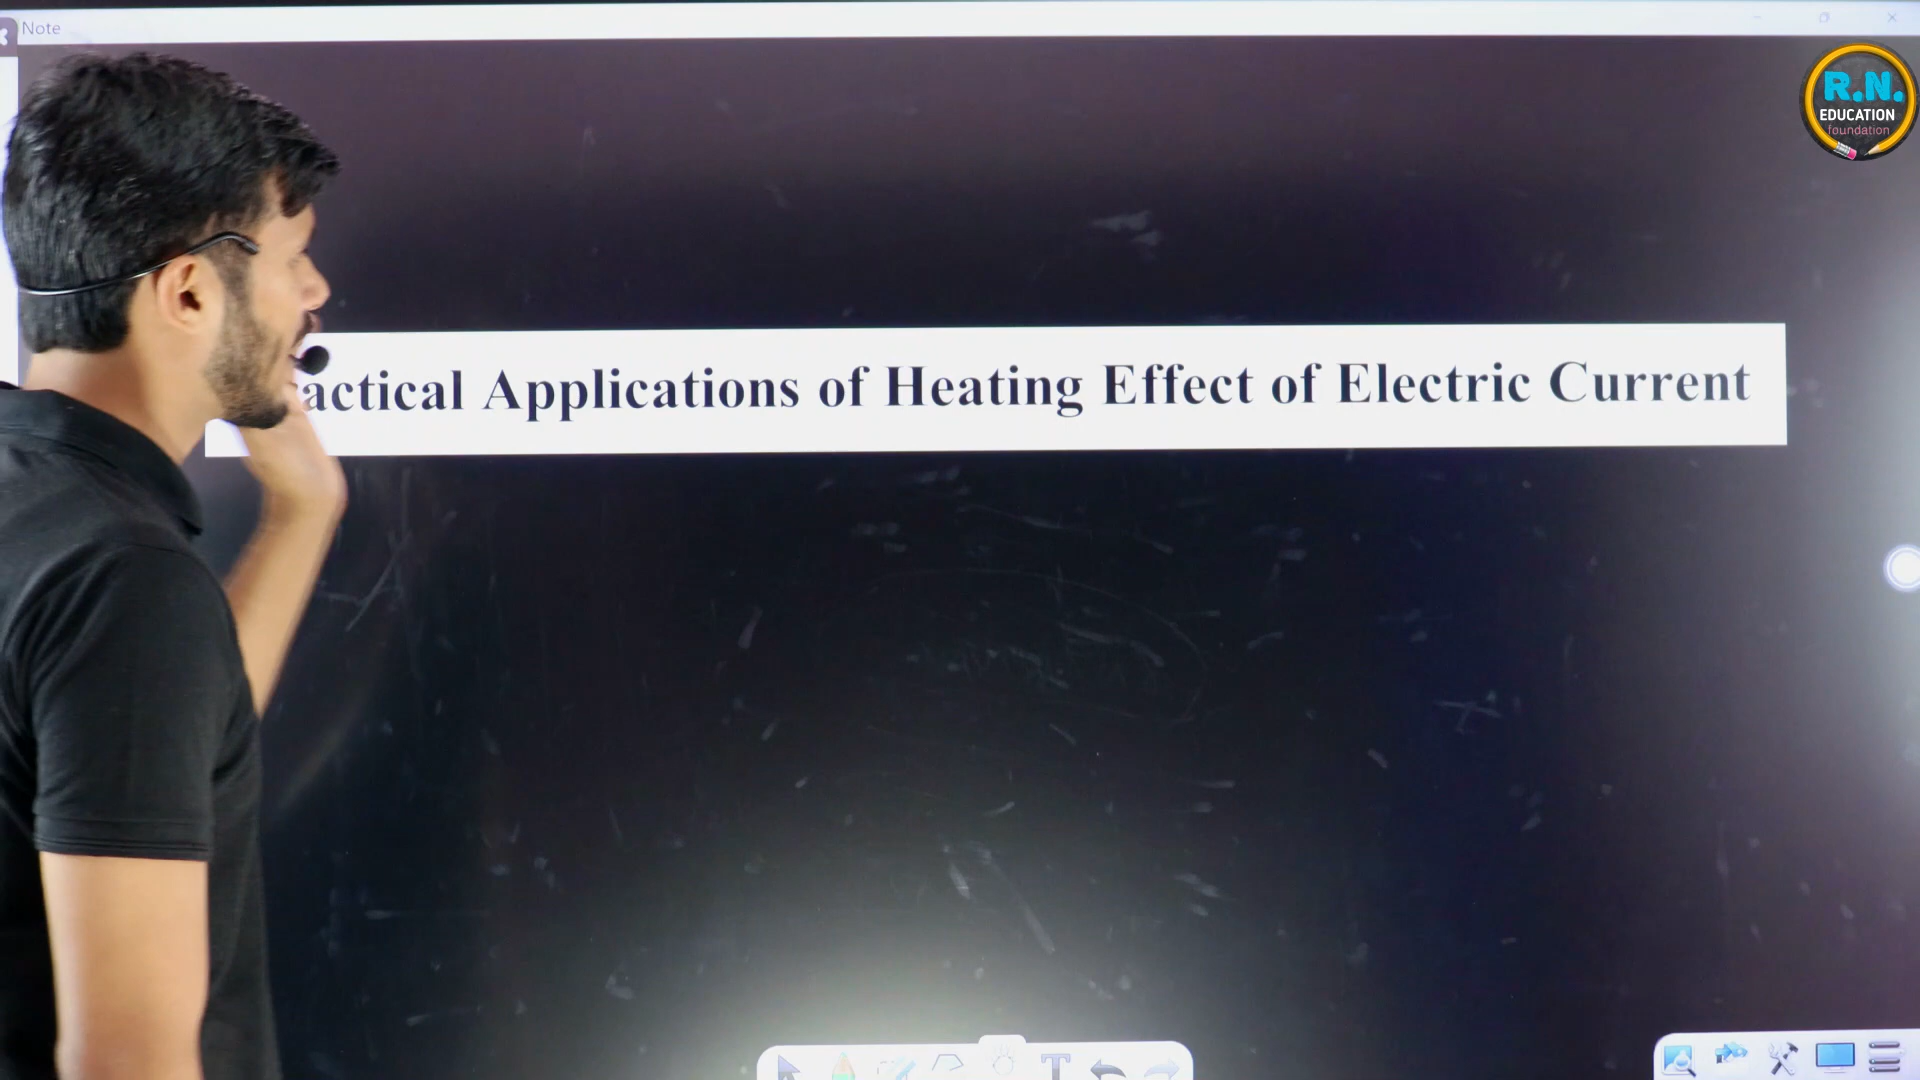 Note
R.N.
EDUCATION
foundation
actical Applications of Heating Effect of Electric Current
T